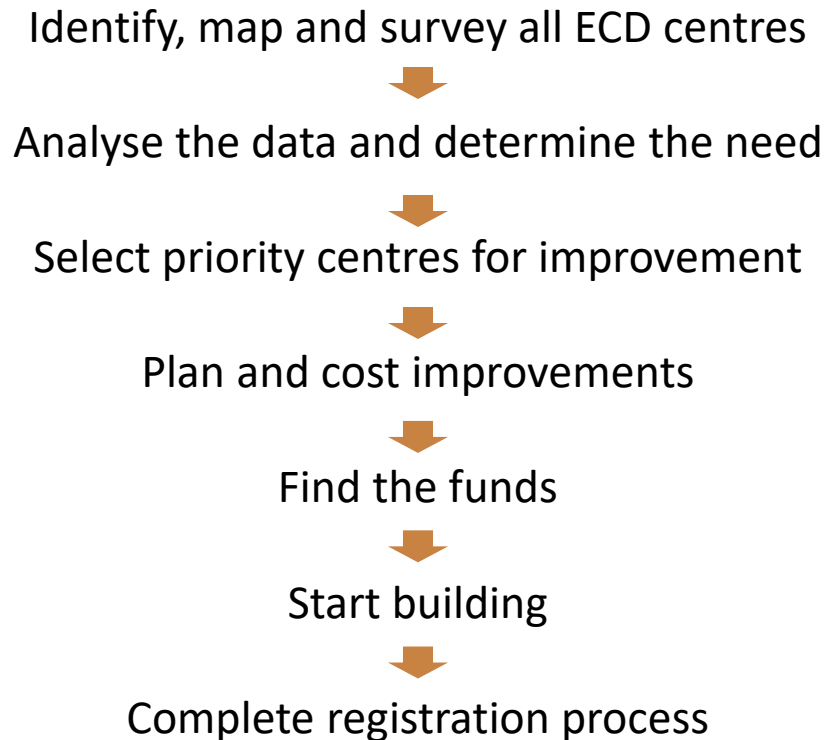 Identify, map and survey all ECD centres
Analyse the data and determine the need
Select priority centres for improvement
Plan and cost improvements
Find the funds
Start building
Complete registration process